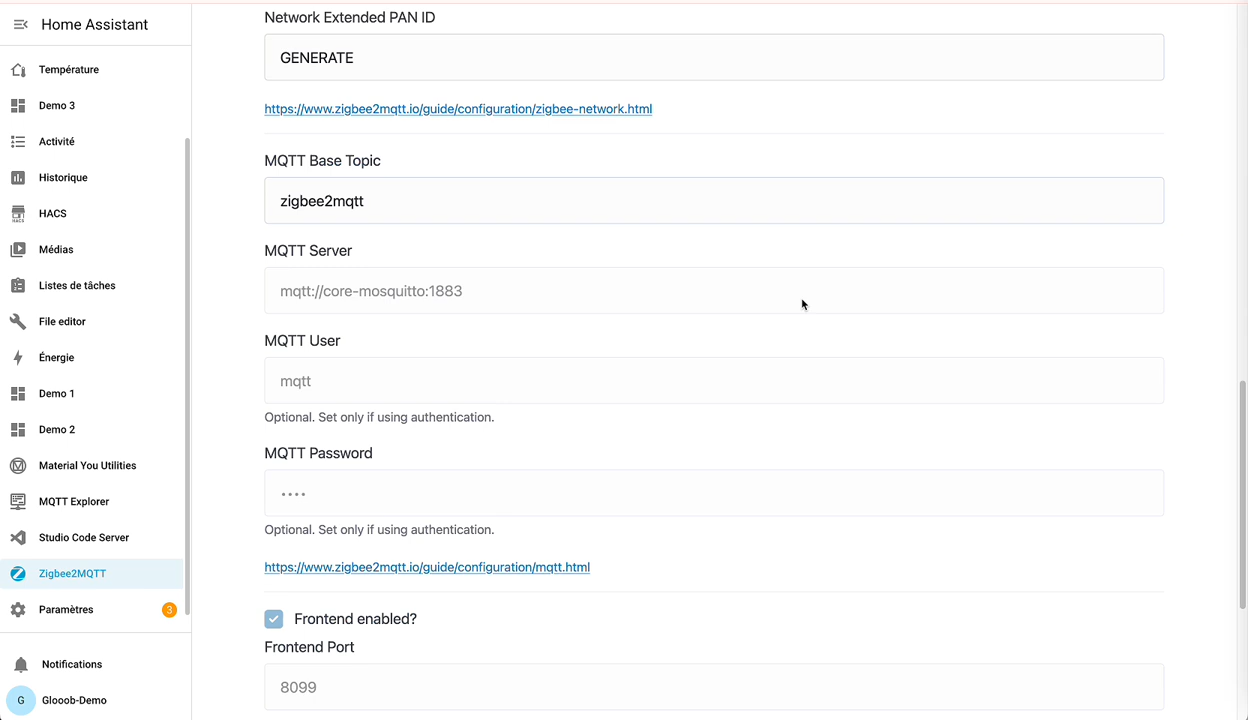 Home Assistant
Température
Demo 3
Activité
Historique
HACS
HACS
Médias
Listes de tâches
File editor
Énergie
Demo 1
Demo 2
Material You Utilities
MQTT Explorer
Studio Code Server
Zigbee2MQTT
Paramètres
3
Notifications
G
Glooob-Demo
Network Extended PAN ID
GENERATE
https://www.zigbee2mqtt.io/guide/configuration/zigbee-network.html
MQTT Base Topic
zigbee2mqtt
MQTT Server
mqtt://core-mosquitto:1883
MQTT User
mqtt
Optional. Set only if using authentication.
MQTT Password
••••
Optional. Set only if using authentication.
https://www.zigbee2mqtt.io/guide/configuration/mqtt.html
Frontend enabled?
Frontend Port
8099